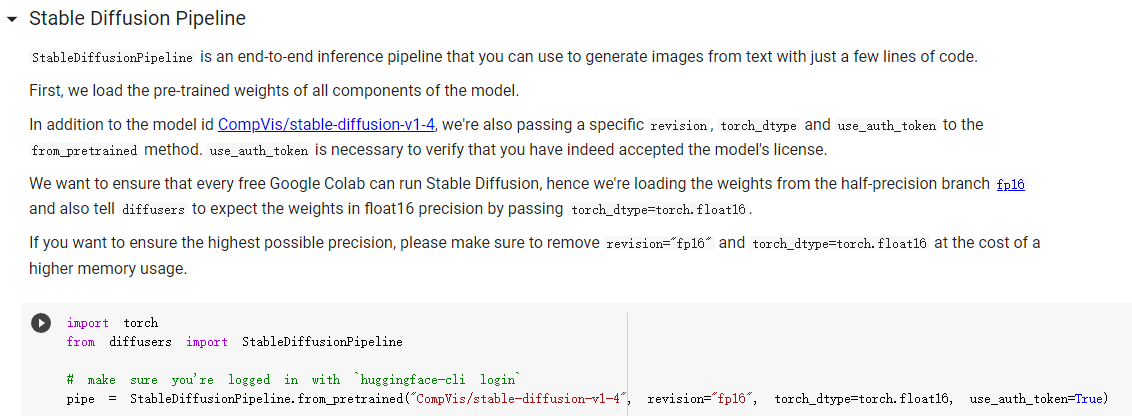 Stable Diffusion Pipeline
StableDiffusionPipeline is an end-to-end inference pipeline that you can use to generate images from text with just a few lines of code.
First, we load the pre-trained weights of all components of the model.
In addition to the model id CompVis/stable-diffusion-v1-4, we're also passing a specific revision, torch_dtype and use_auth_token to the
from_pretrained method. use_auth_token is necessary to verify that you have indeed accepted the model's license.
We want to ensure that every free Google Colab can run Stable Diffusion, hence we're loading the weights from the half-precision branch fp16
and also tell diffusers to expect the weights in float16 precision by passing torch_dtype=torch.float16.
If you want to ensure the highest possible precision, please make sure to remove revision="fp16" and torch_dtype=torch.float16 at the cost of a
higher memory usage.
import torch
from diffusers import StableDiffusionPipeline
# make sure you're logged in with `huggingface-cli login`
pipe = StableDiffusionPipeline.from_pretrained("CompVis/stable-diffusion-v1-4", revision="fp16", torch_dtype=torch.float16, use_auth_token=True)